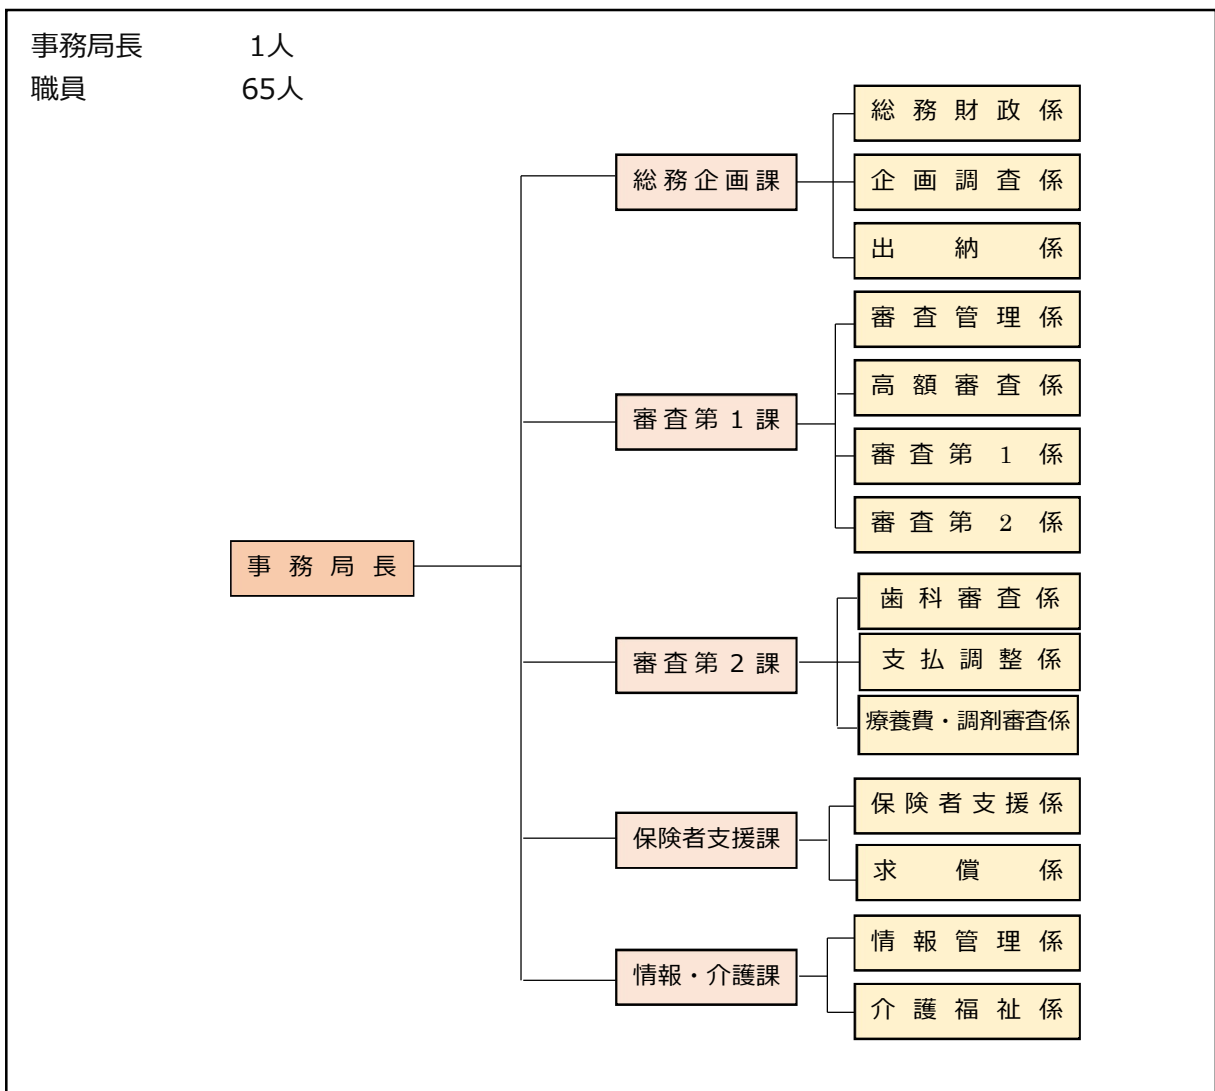 事務局長 1人
職員 65人
総務財政係
総務企画課
企画調査係
出納係
審査管理係
高額審査係
審査第1課
審査第1係
審査第2係
事務局長
歯科審査係
審査第2課
支払調整係
療養費・調剤審査係
保険者支援係
保険者支援課
求償係
情報管理係
情報・介護課
介護福祉係